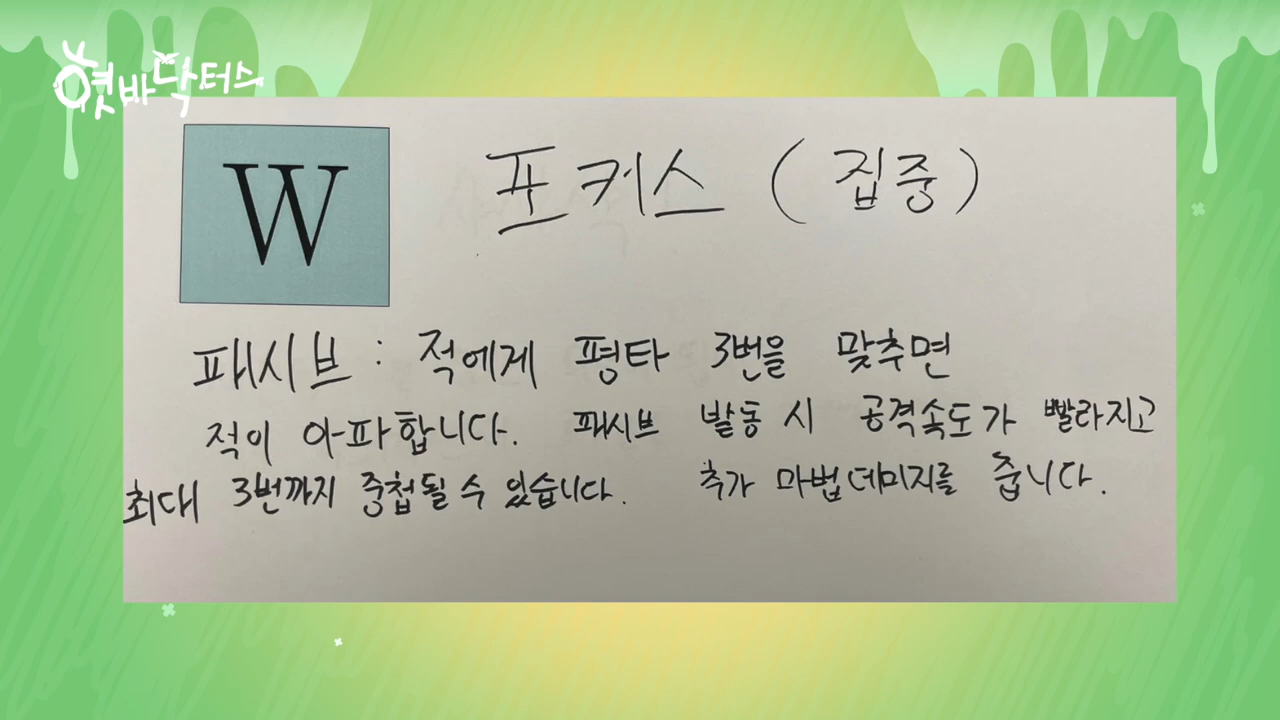 혓바닥터스
W
포커스 (집중)
패시브 : 적에게 평타 3번을 맞추면
적이 아파합니다. 패시브 발동 시 공격속도가 빨라지고
최대 3번까지 중첩될 수 있습니다. 추가 마법데미지를 줍니다.